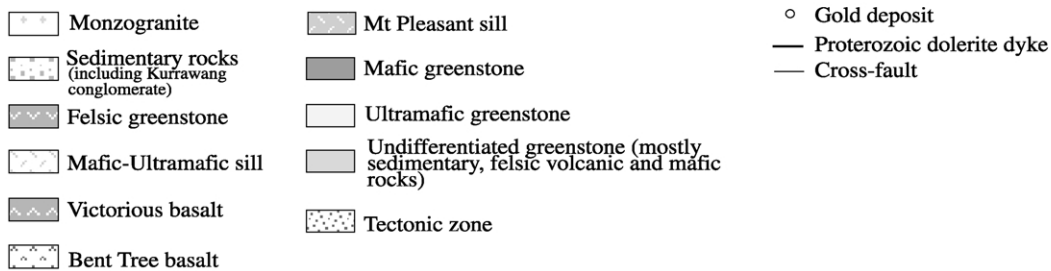 Monzogranite
Sedimentary rocks
(including Kurrawang
conglomerate)
Felsic greenstone
Mafic-Ultramafic sill
Victorious basalt
Bent Tree basalt
Mt Pleasant sill
Mafic greenstone
Ultramafic greenstone
Undifferentiated greenstone (mostly
sedimentary, felsic volcanic and mafic
rocks)
Tectonic zone
Gold deposit
Proterozoic dolerite dyke
Cross-fault